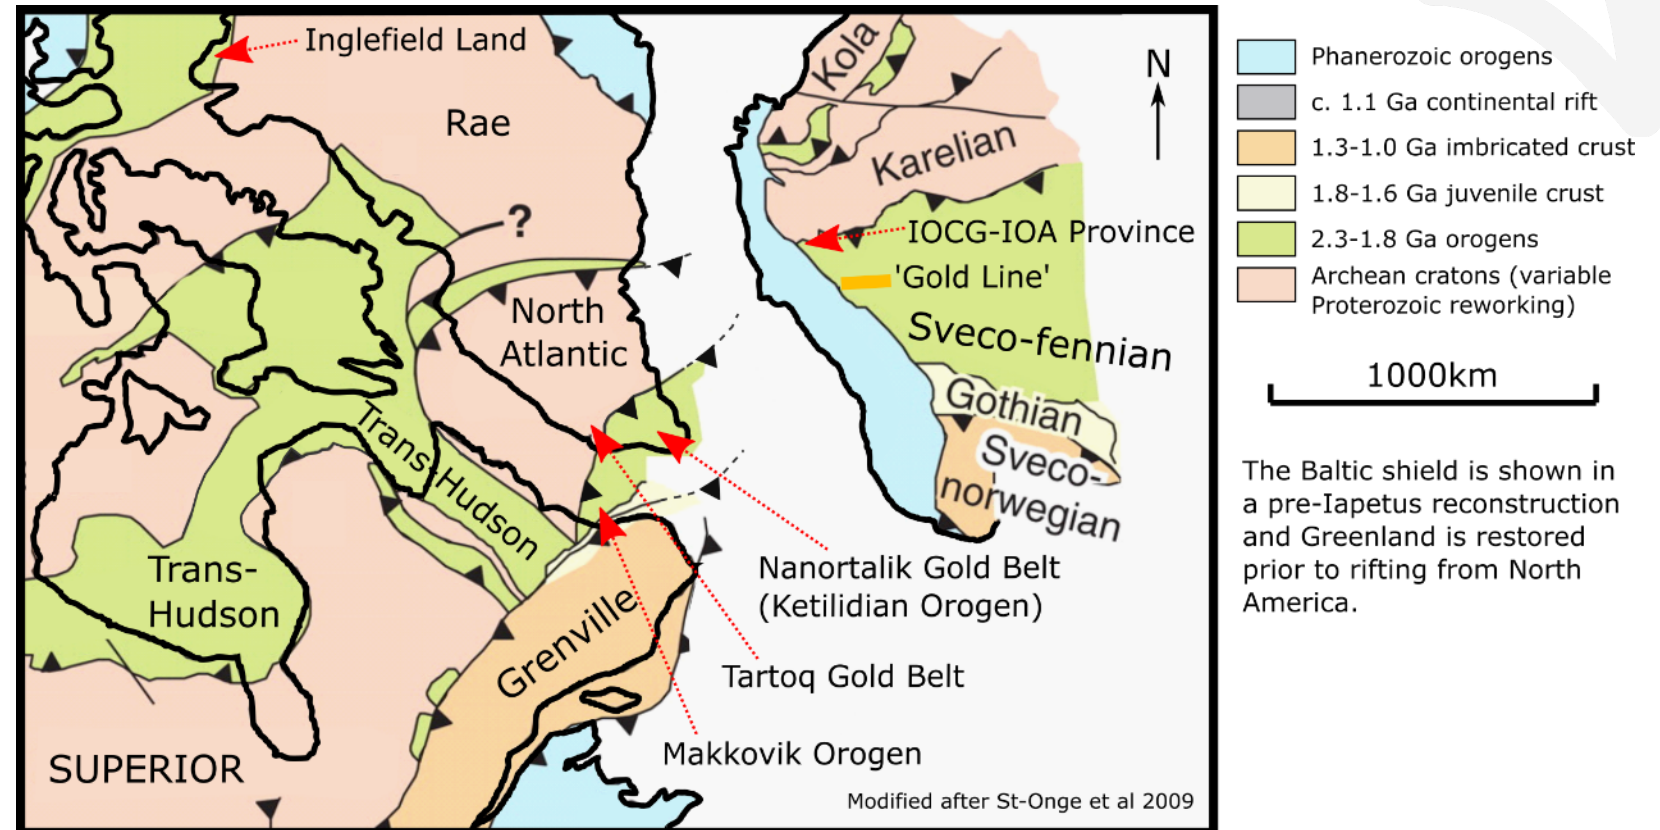 Inglefield Land
Rae
?
North
Atlantic
Trans-Hudson
Trans-
Hudson
Grenville
SUPERIOR
Kola
Karelian
N
IOCG-IOA Province
'Gold Line'
Sveco-fennian
Gothian
Sveco-
norwegian
Nanortalik Gold Belt
(Ketilidian Orogen)
Tartoq Gold Belt
Makkovik Orogen
Modified after St-Onge et al 2009
Phanerozoic orogens
c. 1.1 Ga continental rift
1.3-1.0 Ga imbricated crust
1.8-1.6 Ga juvenile crust
2.3-1.8 Ga orogens
Archean cratons (variable
Proterozoic reworking)
1000km
The Baltic shield is shown in
a pre-Iapetus reconstruction
and Greenland is restored
prior to rifting from North
America.